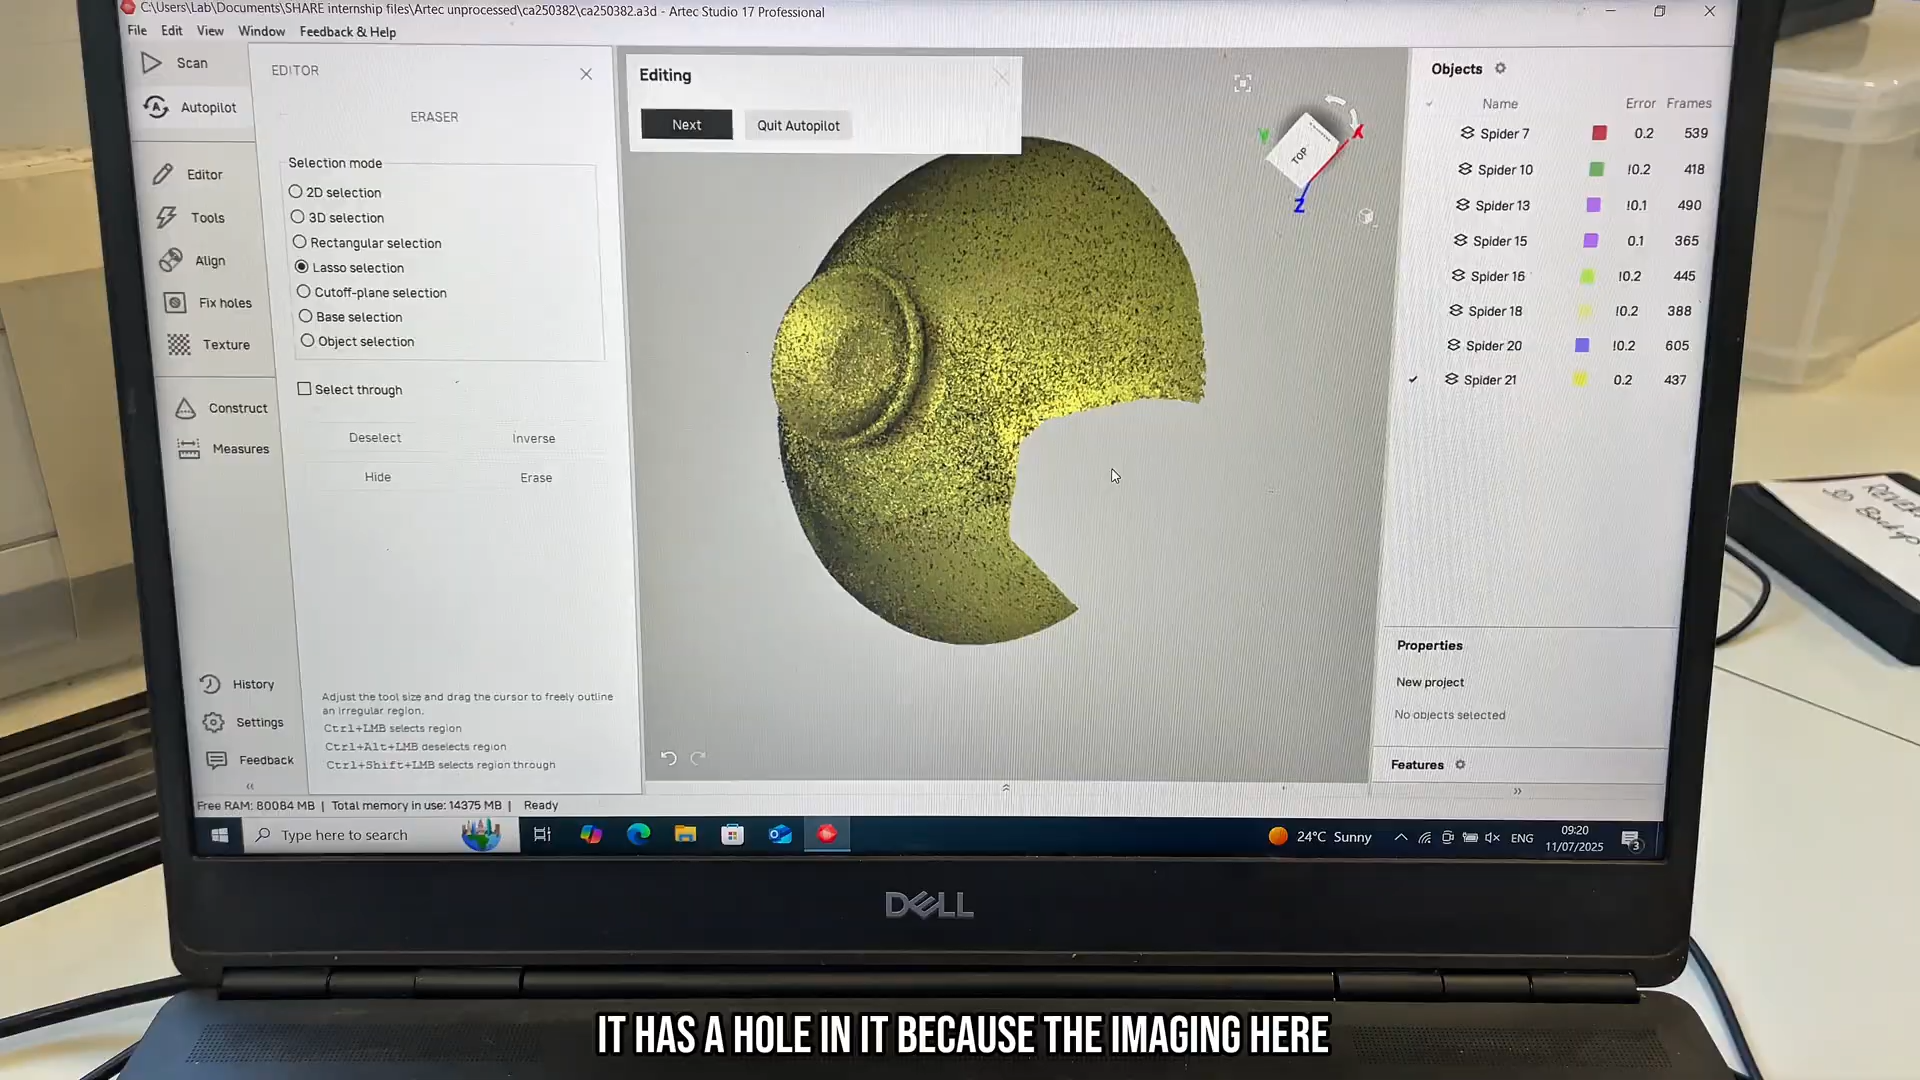 C:\Users\Lab\Documents\SHARE internship files\Artec unprocessed\ca250382\ca250382.a3d - Artec Studio 17 Professional
File Edit View Window Feedback & Help
Scan
Autopilot
Editor
Tools
Align
Fix holes
Texture
Construct
Measures
History
Settings
Feedback
EDITOR
ERASER
Selection mode
2D selection
3D selection
Rectangular selection
Lasso selection
Cutoff-plane selection
Base selection
Object selection
Select through
Deselect Inverse
Hide Erase
Adjust the tool size and drag the cursor to freely outline
an irregular region.
Ctrl+LMB selects region
Ctrl+Alt+LMB deselects region
Ctrl+Shift+LMB selects region through
Editing
Next Quit Autopilot
Y X
TOP
Z
Objects
Name Error Frames
Spider 7 0.2 539
Spider 10 !0.2 418
Spider 13 !0.1 490
Spider 15 0.1 365
Spider 16 !0.2 445
Spider 18 !0.2 388
Spider 20 !0.2 605
Spider 21 0.2 437
Properties
New project
No objects selected
Features
Free RAM: 80084 MB | Total memory in use: 14375 MB | Ready
Type here to search
24°C Sunny
ENG
09:20
11/07/2025
3
DELL
3D Backup
IT HAS A HOLE IN IT BECAUSE THE IMAGING HERE